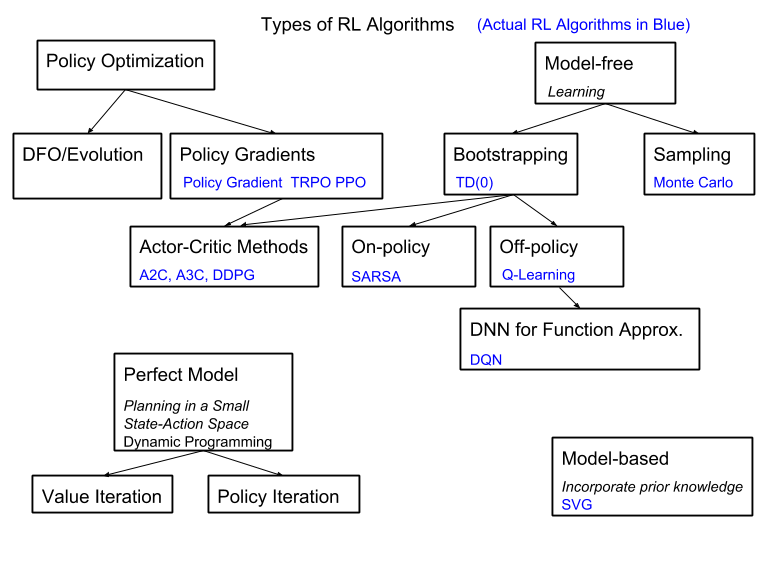 Types of RL Algorithms (Actual RL Algorithms in Blue)
Policy Optimization
Model-free
Learning
DFO/Evolution
Policy Gradients
Policy Gradient TRPO PPO
Bootstrapping
TD(0)
Sampling
Monte Carlo
Actor-Critic Methods
A2C, A3C, DDPG
On-policy
SARSA
Off-policy
Q-Learning
DNN for Function Approx.
DQN
Perfect Model
Planning in a Small
State-Action Space
Dynamic Programming
Value Iteration
Policy Iteration
Model-based
Incorporate prior knowledge
SVG